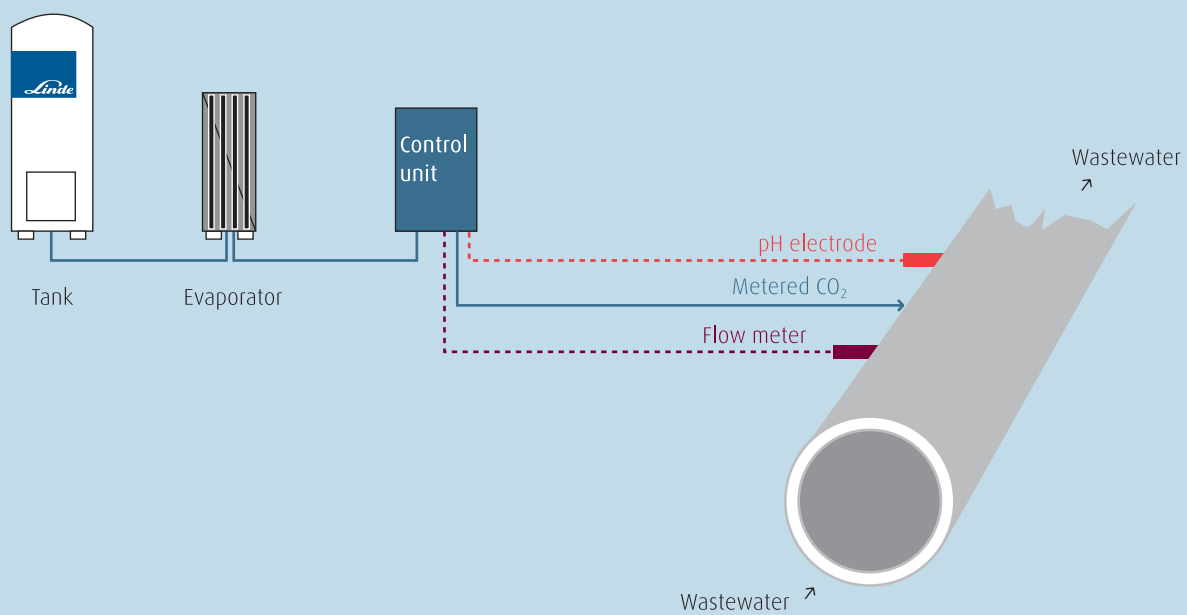 Linde
Control
unit
Wastewater
pH electrode
Metered CO₂
Tank
Evaporator
Flow meter
Wastewater